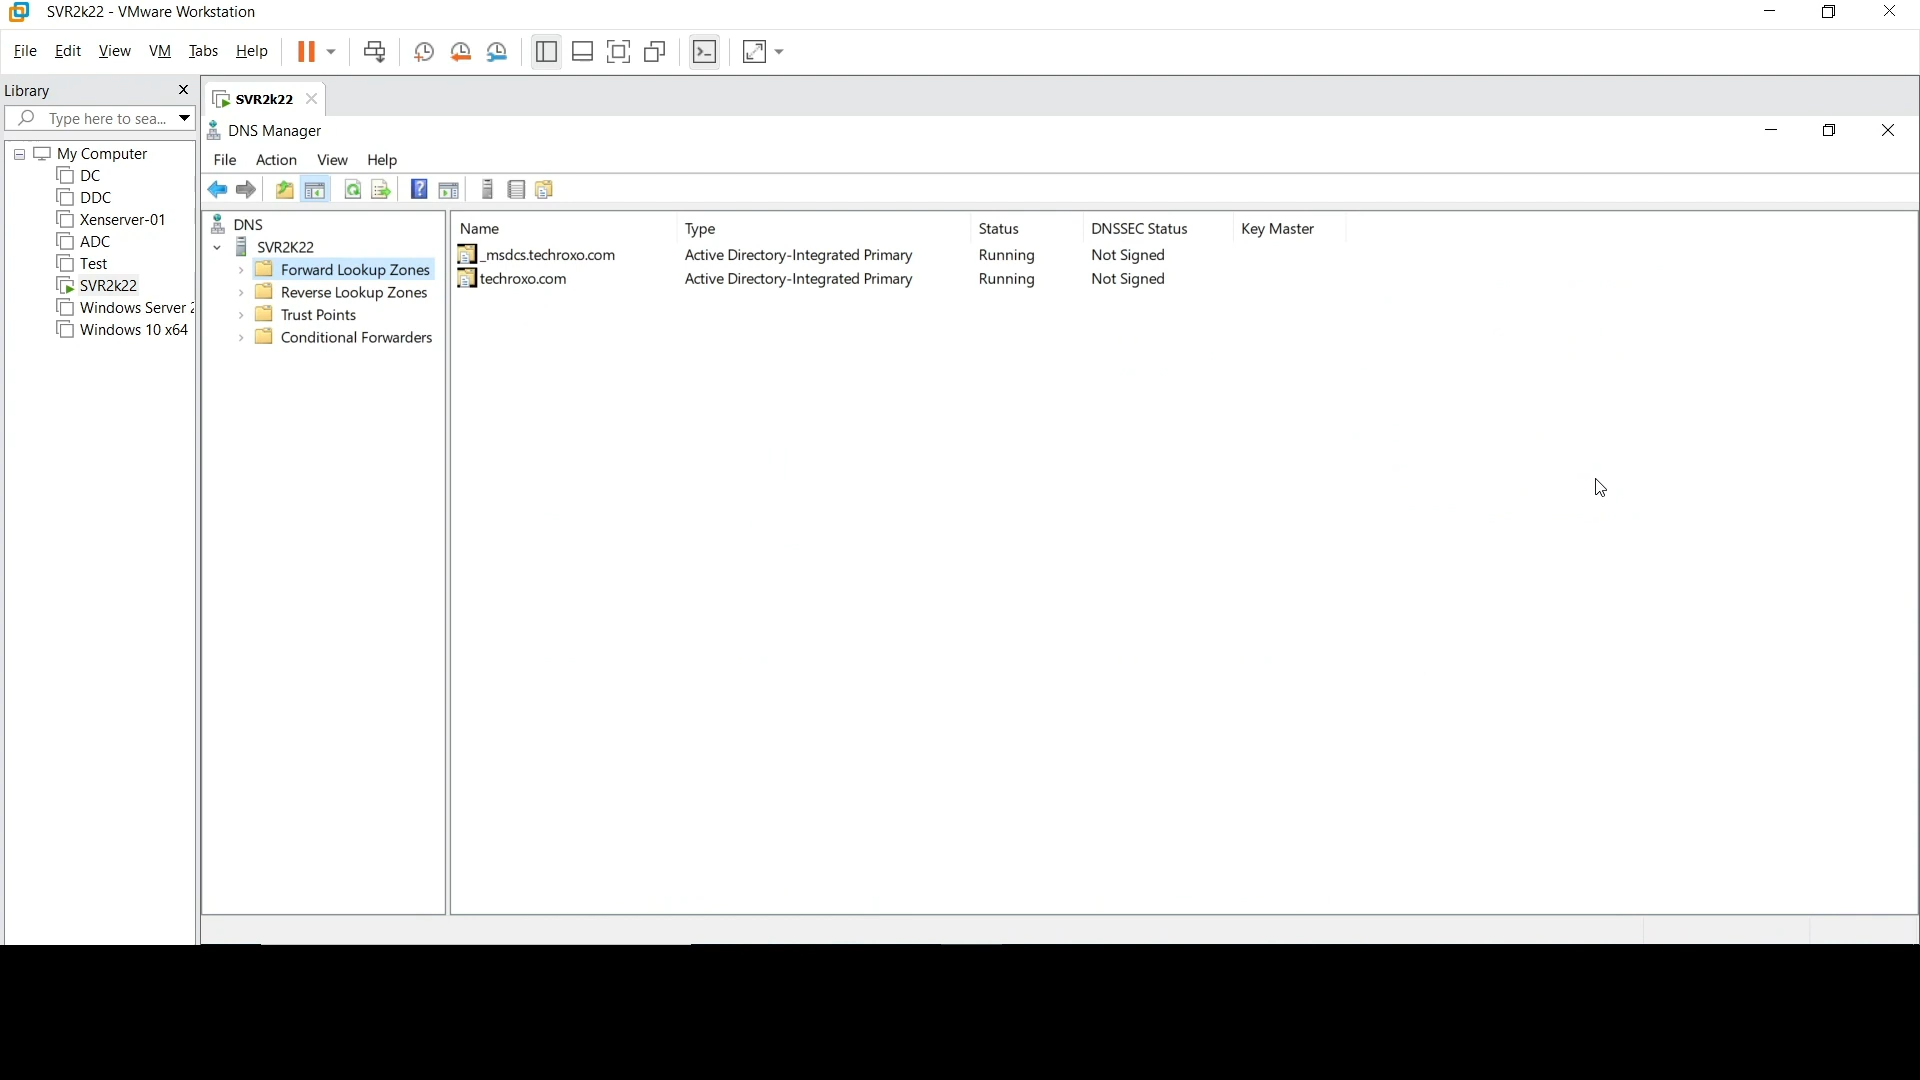 SVR2k22 - VMware Workstation
File Edit View VM Tabs Help
Library
Type here to sea...
My Computer
DC
DDC
Xenserver-01
ADC
Test
SVR2k22
Windows Server 2
Windows 10 x64
SVR2k22
DNS Manager
File Action View Help
DNS
SVR2K22
Forward Lookup Zones
Reverse Lookup Zones
Trust Points
Conditional Forwarders
Name Type Status DNSSEC Status Key Master
_msdcs.techroxo.com Active Directory-Integrated Primary Running Not Signed
techroxo.com Active Directory-Integrated Primary Running Not Signed